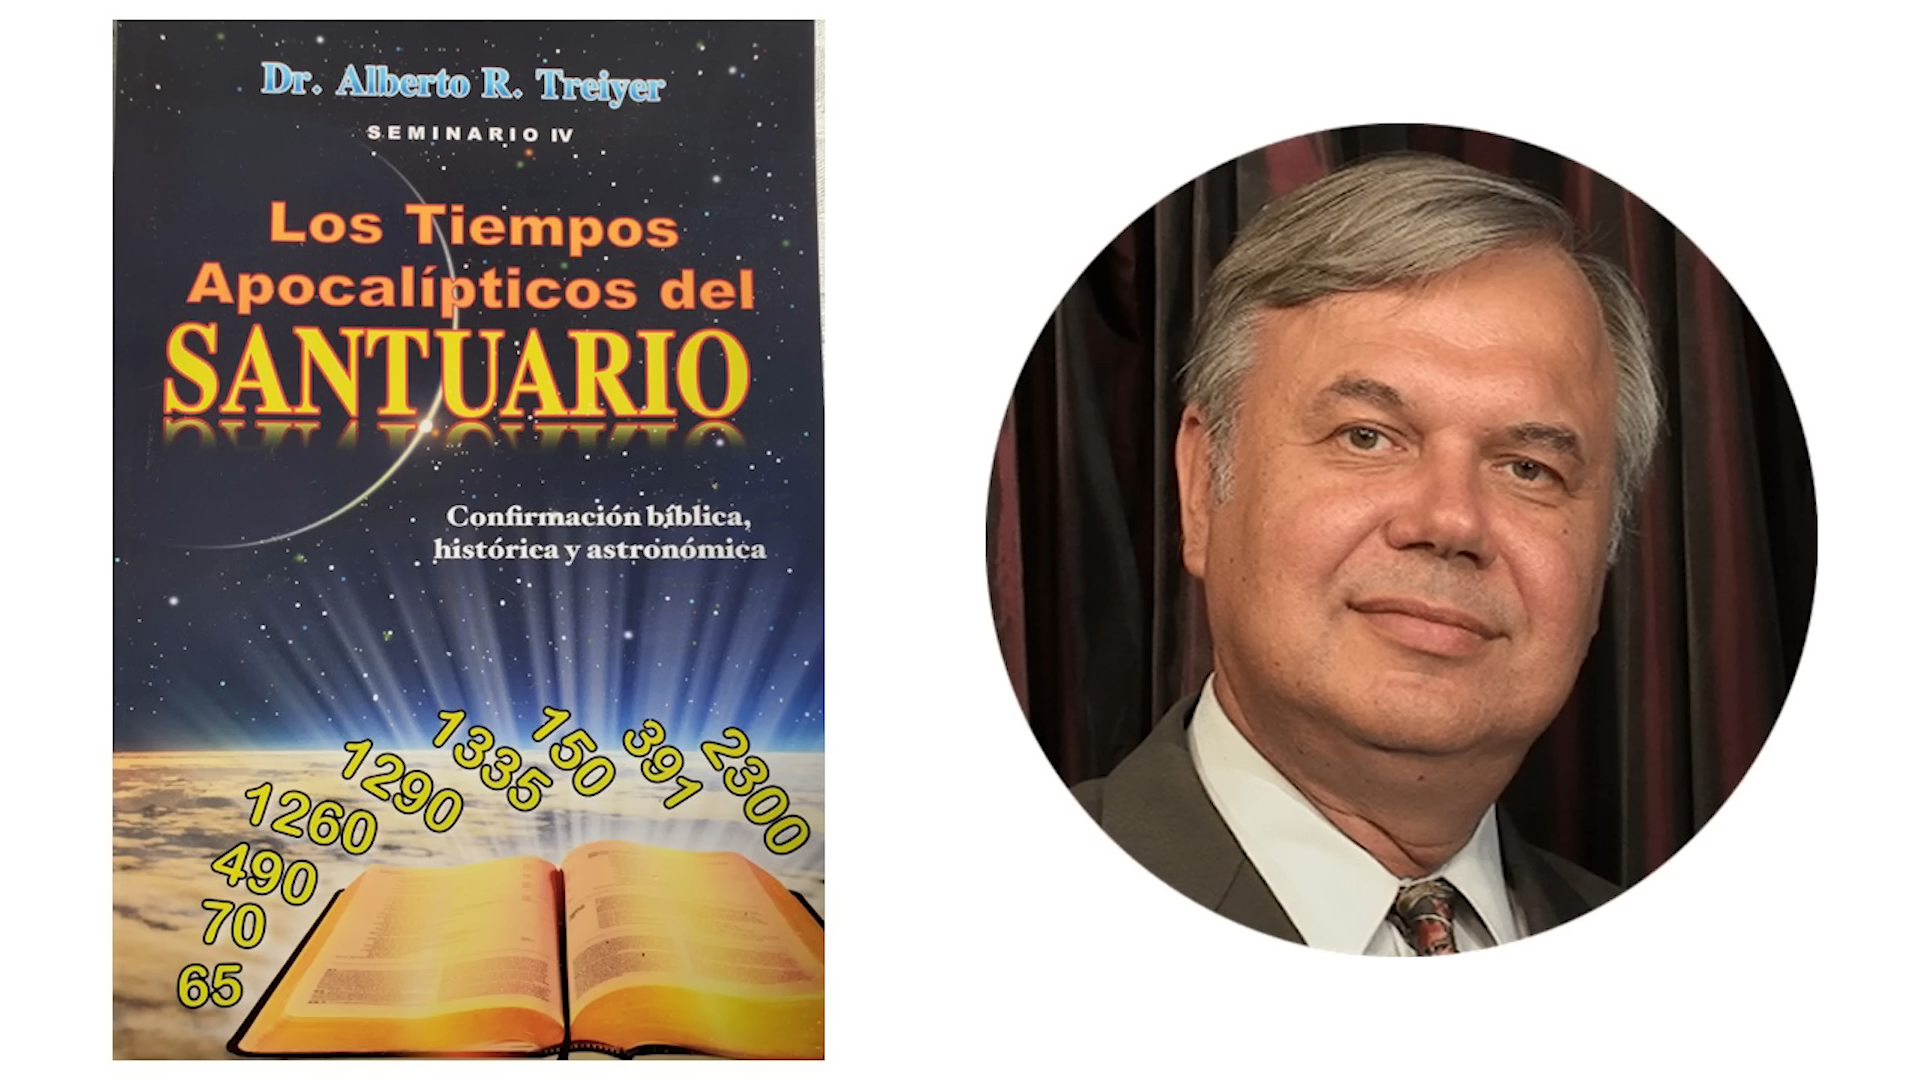 Dr. Alberto R. Treiyer
SEMINARIO IV
Los Tiempos
Apocalípticos del
SANTUARIO
Confirmación bíblica,
histórica y astronómica
65
70
490
1260
1290
1335
150
391
2300